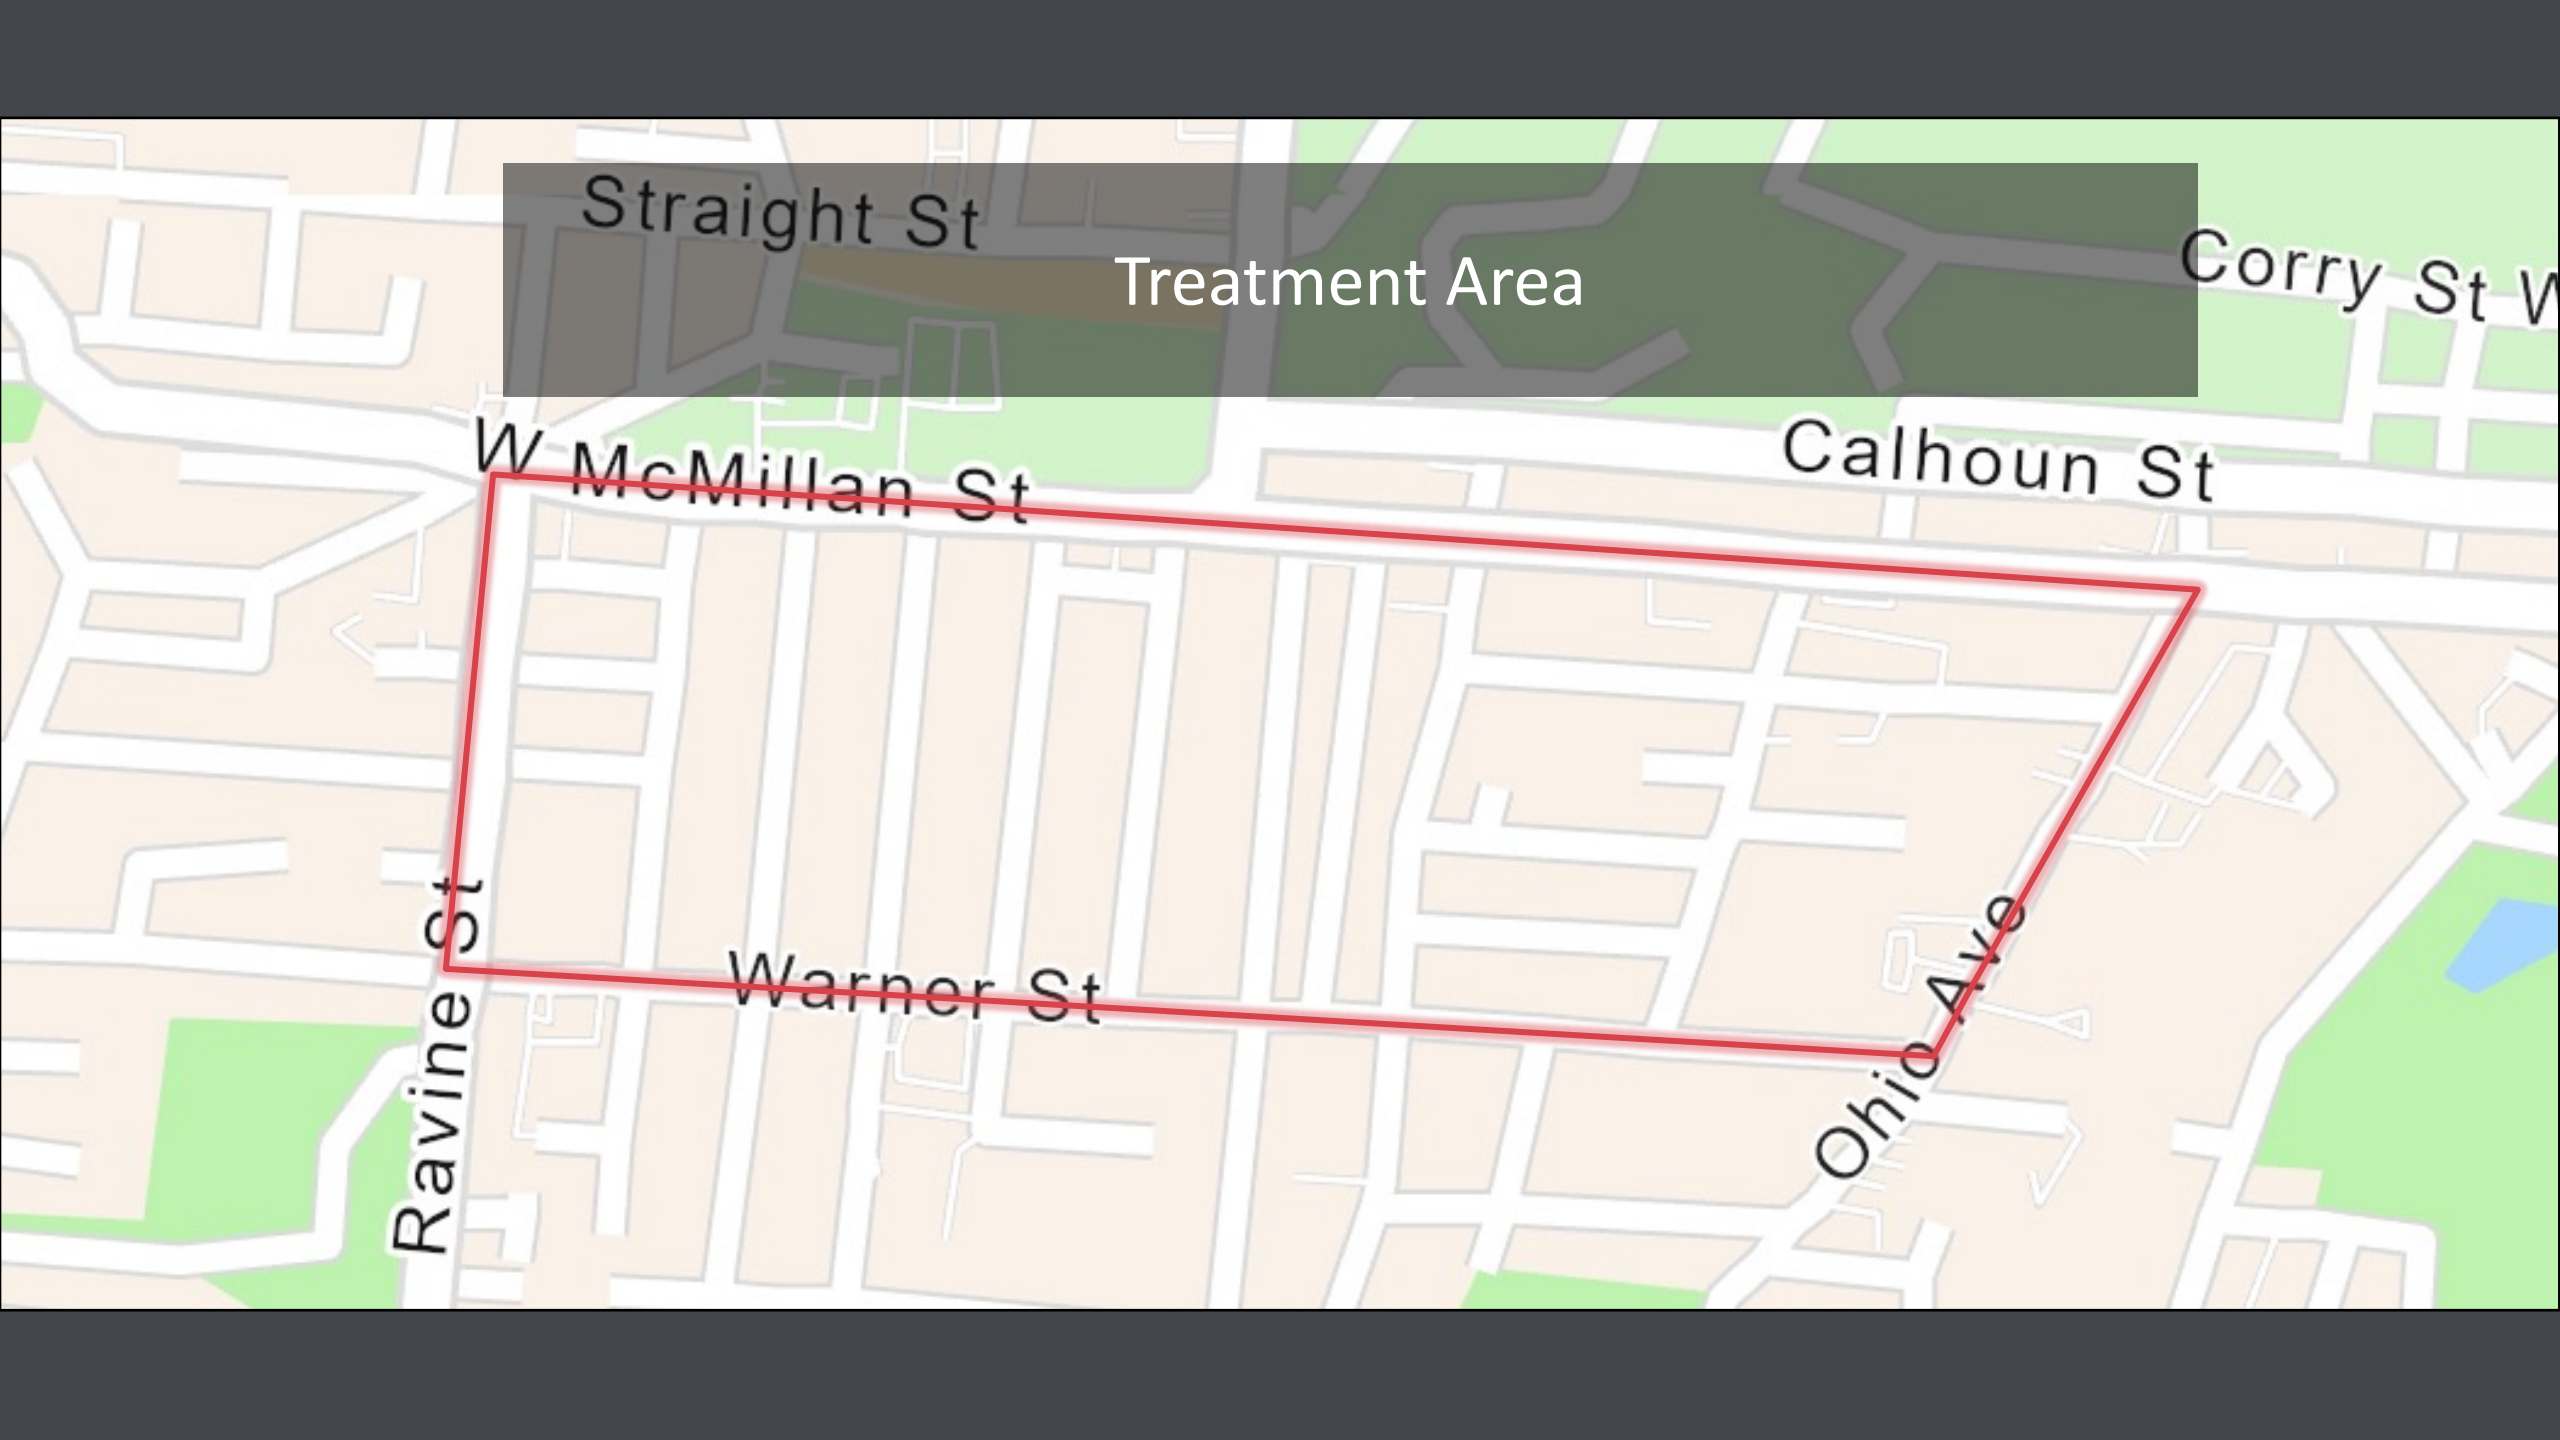 Straight St
Treatment Area
Corry St W
W McMillan St
Calhoun St
Warner St
Ravine St
Ohio Ave